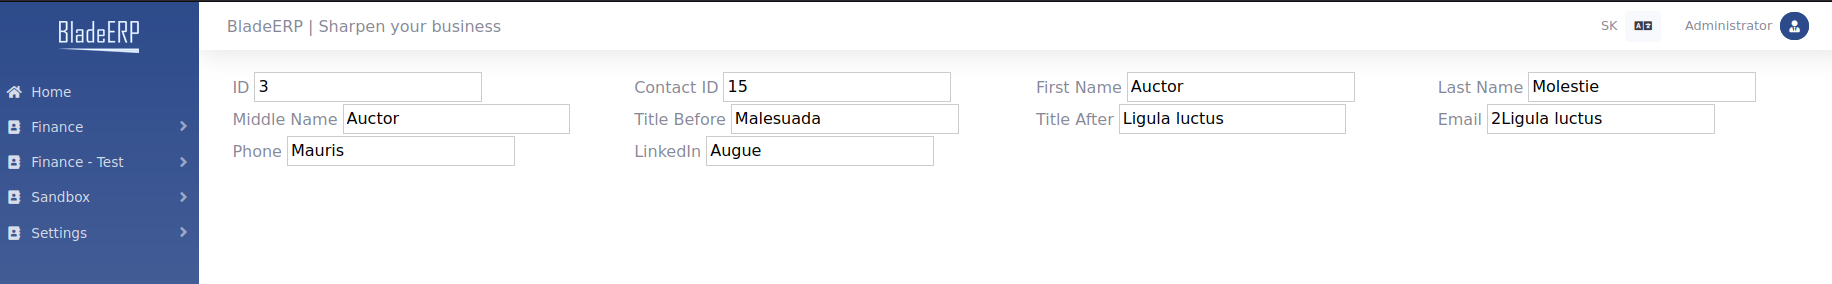 BladeERP
BladeERP | Sharpen your business
SK
Administrator
Home
Finance
Finance - Test
Sandbox
Settings
ID 3 Contact ID 15 First Name Auctor Last Name Molestie
Middle Name Auctor Title Before Malesuada Title After Ligula luctus Email 2Ligula luctus
Phone Mauris LinkedIn Augue